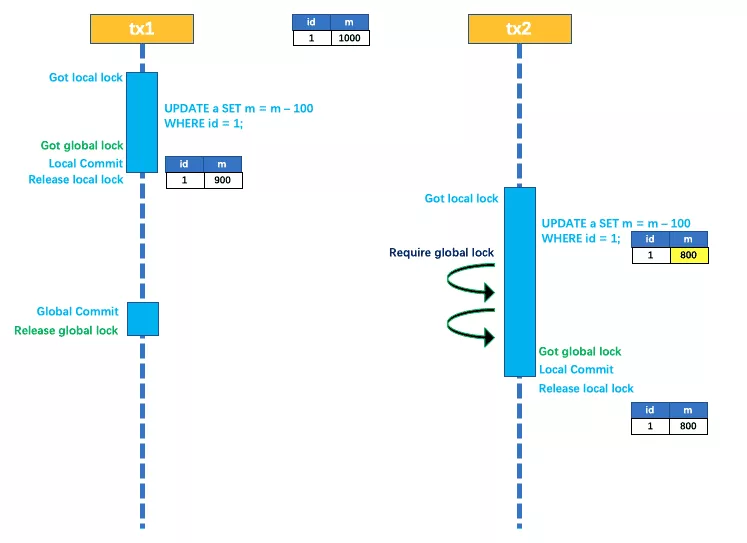 tx1
id m
1 1000
tx2
Got local lock
UPDATE a SET m = m – 100
WHERE id = 1;
Got global lock
Local Commit
Release local lock
id m
1 900
Got local lock
UPDATE a SET m = m – 100
WHERE id = 1;
id m
1 800
Require global lock
Global Commit
Release global lock
Got global lock
Local Commit
Release local lock
id m
1 800